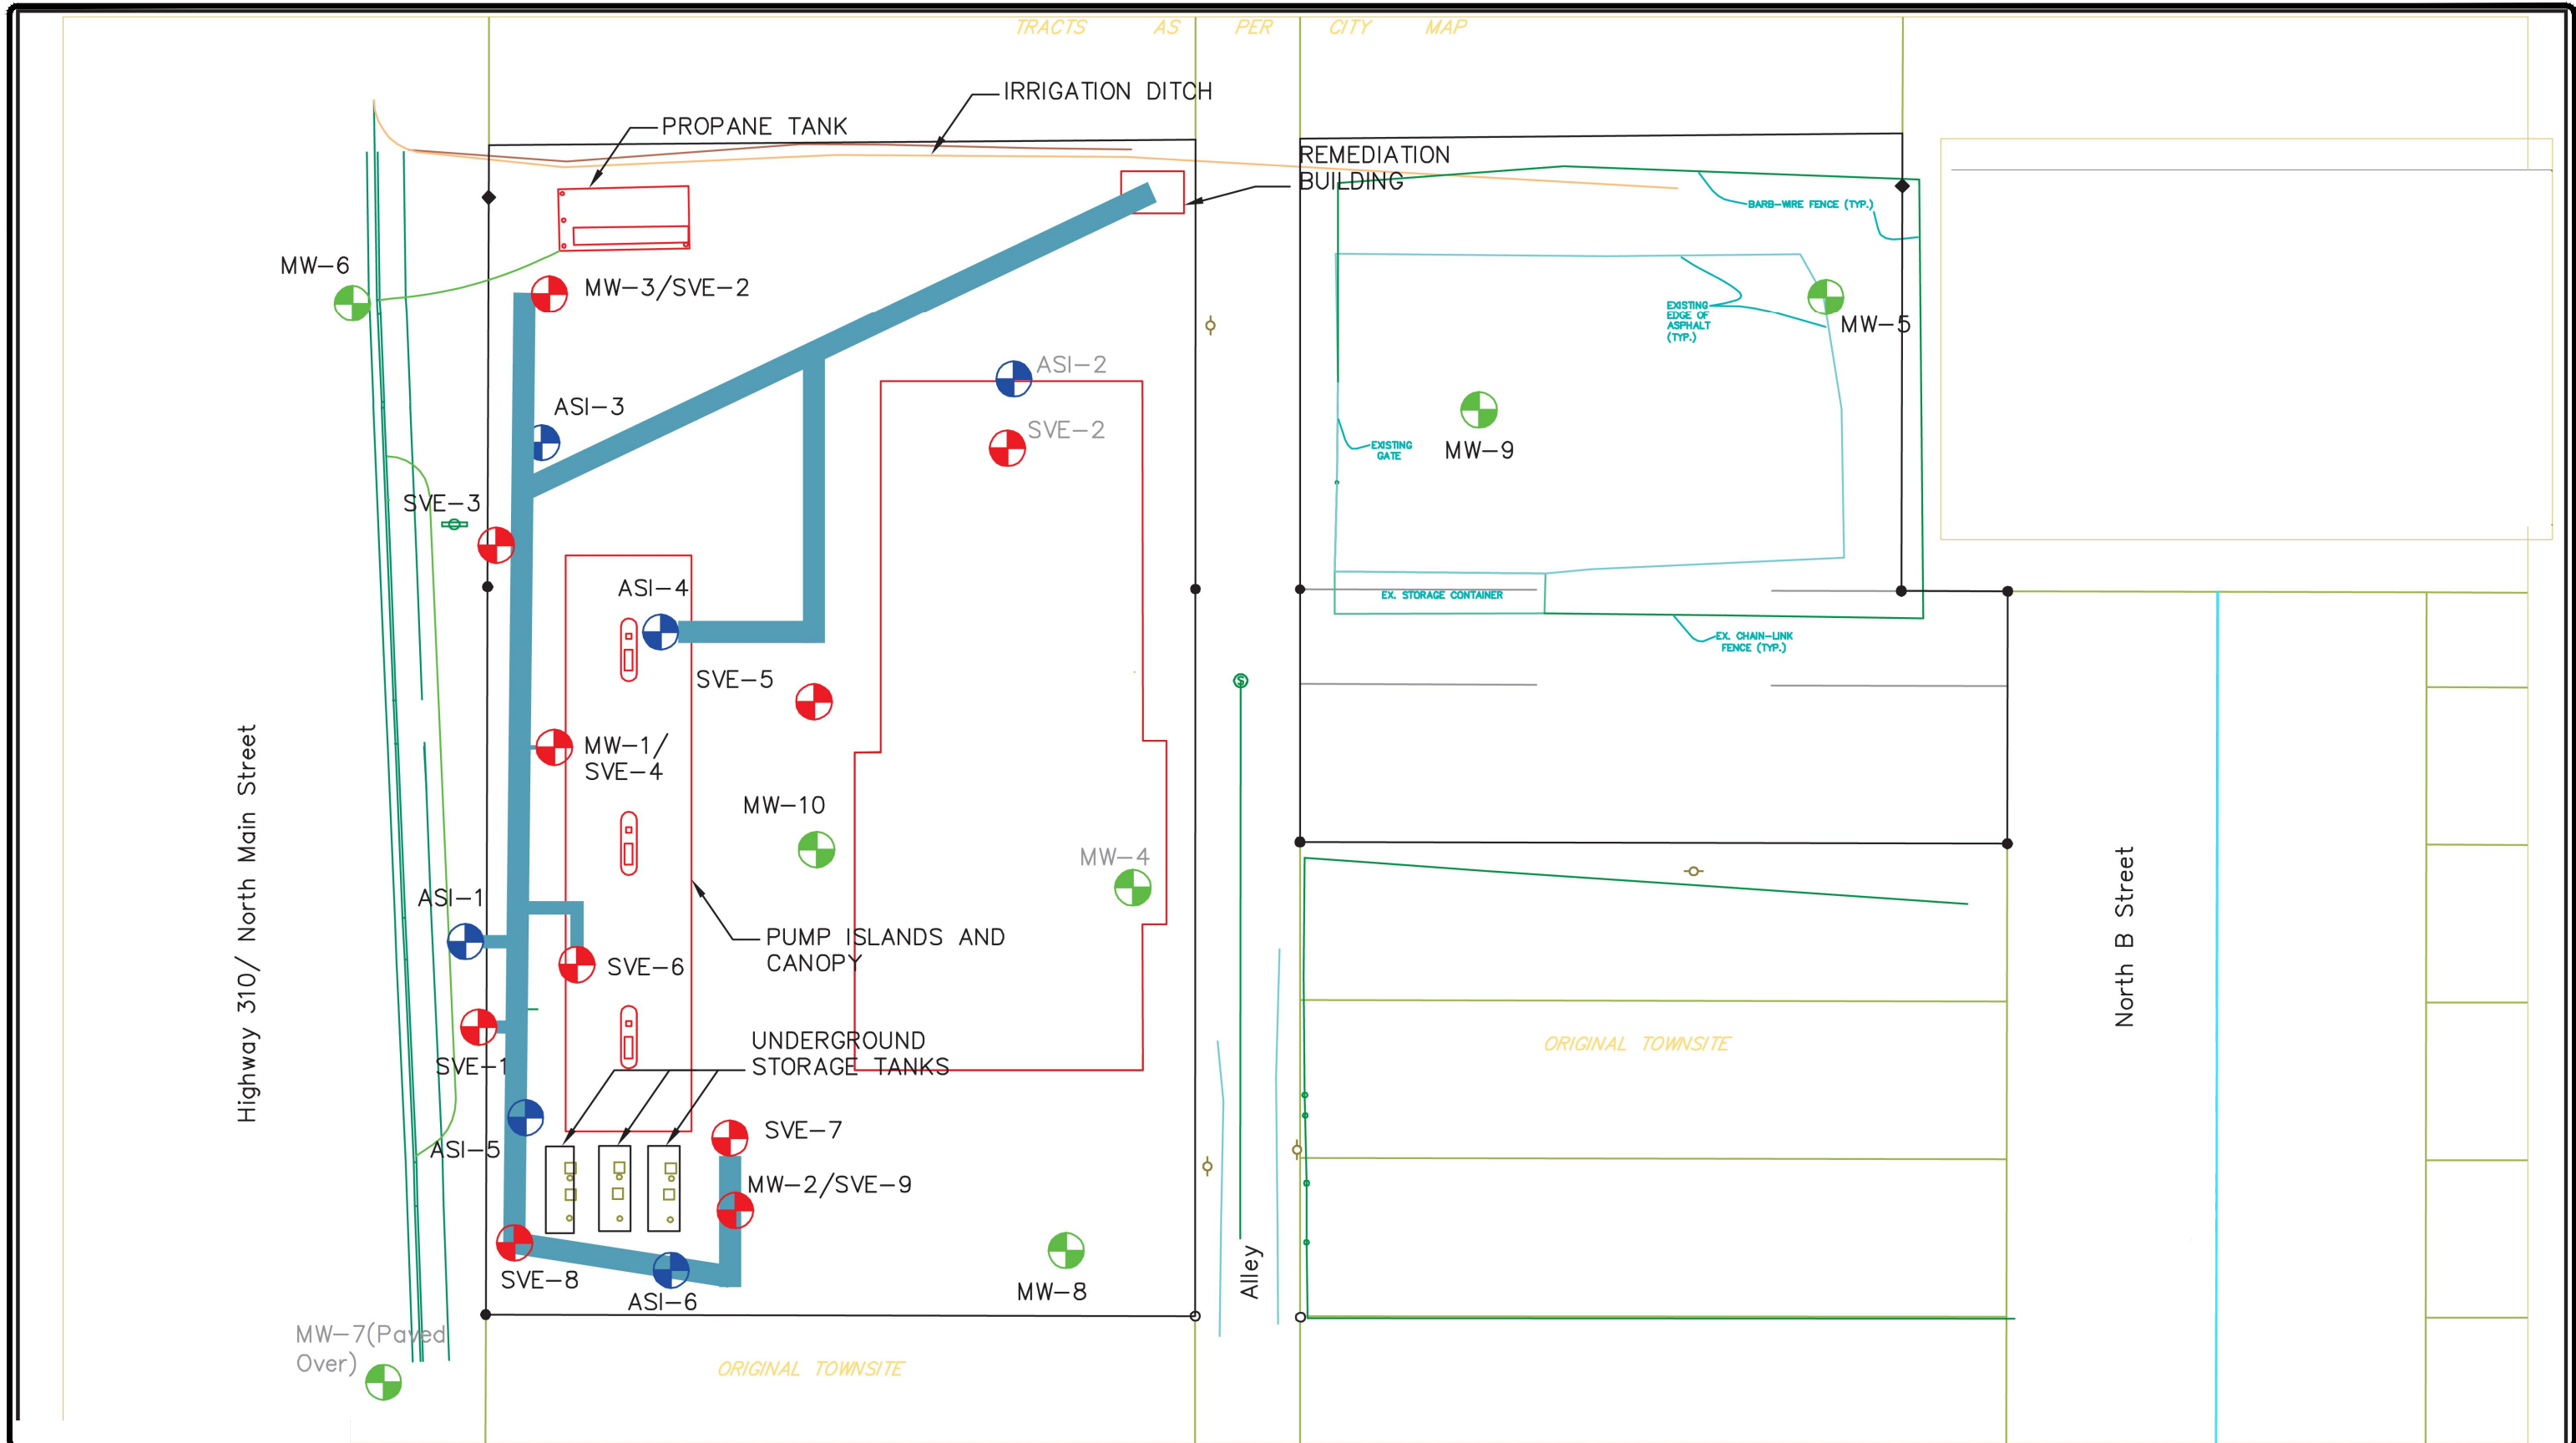 TRACTS AS PER CITY MAP
IRRIGATION DITCH
PROPANE TANK
REMEDIATION
BUILDING
BARB-WIRE FENCE (TYP.)
MW-6
MW-3/SVE-2
EXISTING
EDGE OF
ASPHALT
(TYP.)
MW-5
ASI-2
ASI-3
SVE-2
EXISTING
GATE
MW-9
SVE-3
ASI-4
EX. STORAGE CONTAINER
EX. CHAIN-LINK
FENCE (TYP.)
SVE-5
S
MW-1/
SVE-4
Highway 310/ North Main Street
MW-10
MW-4
North B Street
ASI-1
PUMP ISLANDS AND
CANOPY
SVE-6
UNDERGROUND
STORAGE TANKS
ORIGINAL TOWNSITE
SVE-1
SVE-7
ASI-5
MW-2/SVE-9
Alley
SVE-8
MW-8
ASI-6
MW-7(Paved
Over)
ORIGINAL TOWNSITE